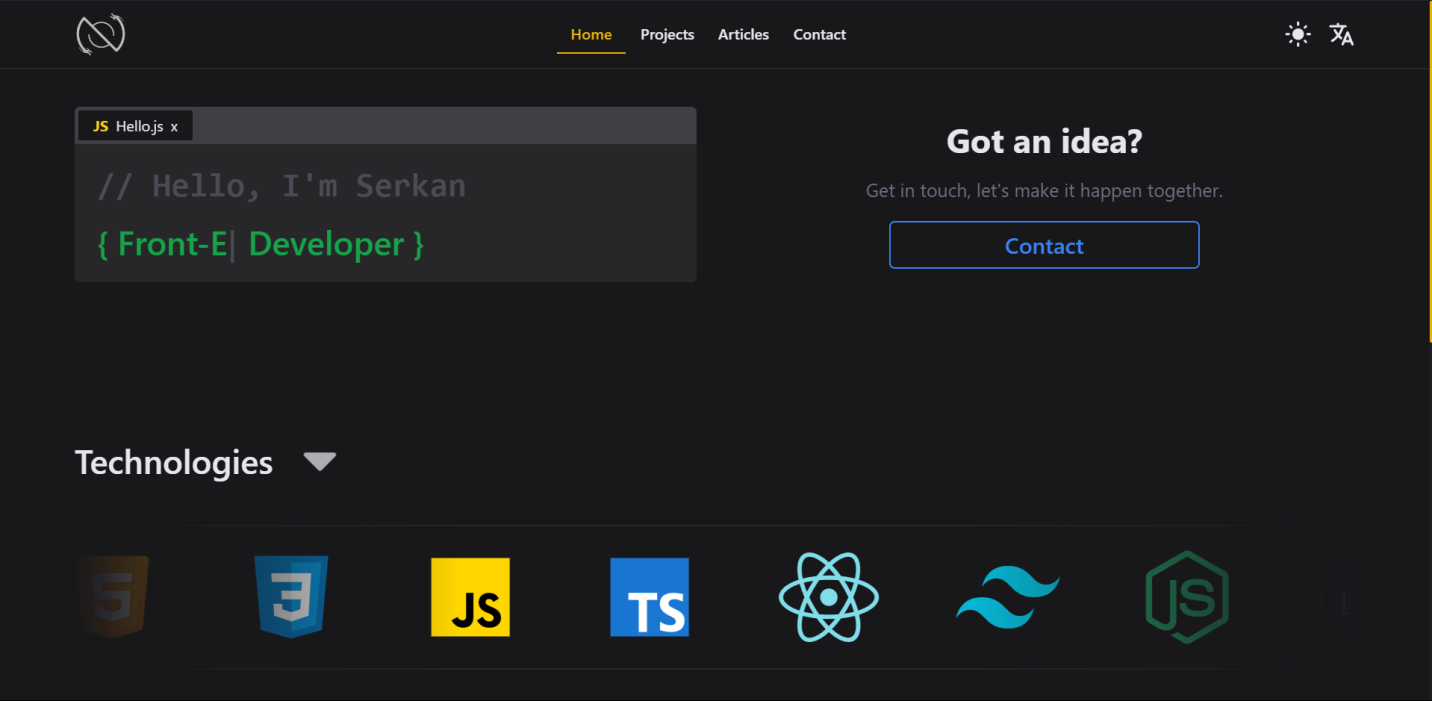 Home Projects Articles Contact
JS Hello.js x
// Hello, I'm Serkan
{ Front-E| Developer }
Got an idea?
Get in touch, let's make it happen together.
Contact
Technologies
5 3 JS TS JS